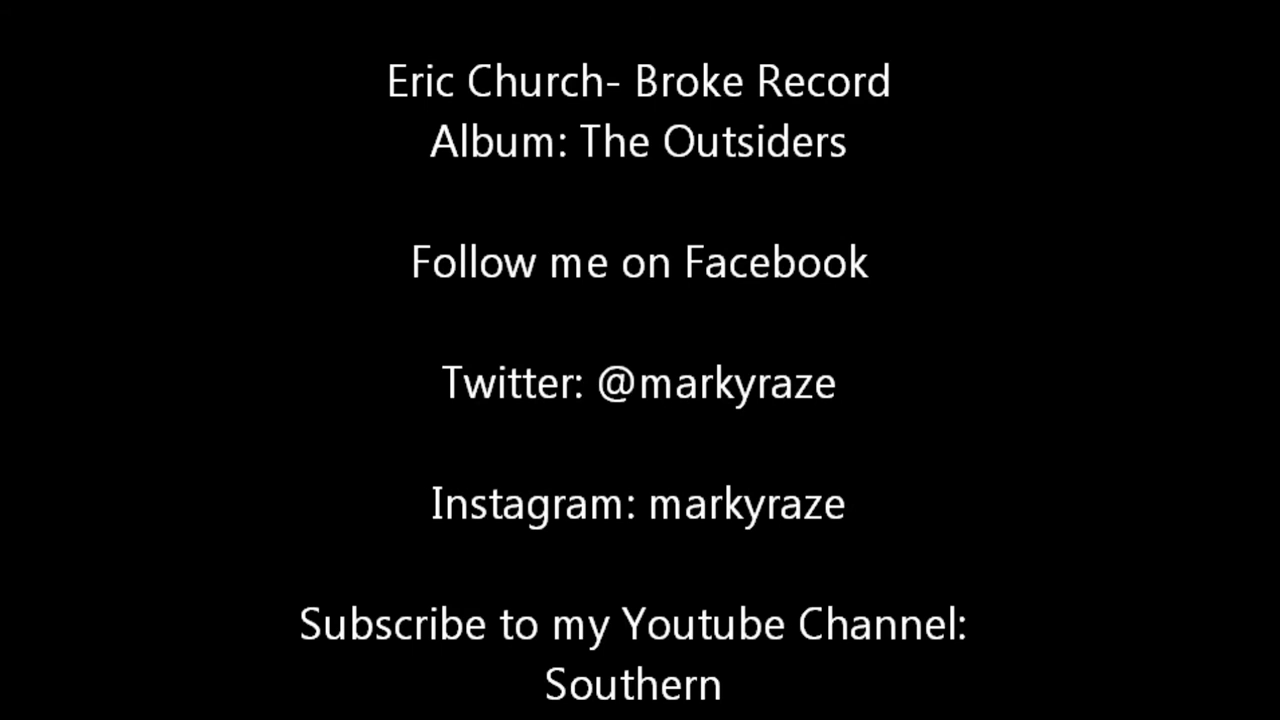 Eric Church- Broke Record
Album: The Outsiders
Follow me on Facebook
Twitter: @markyraze
Instagram: markyraze
Subscribe to my Youtube Channel:
Southern